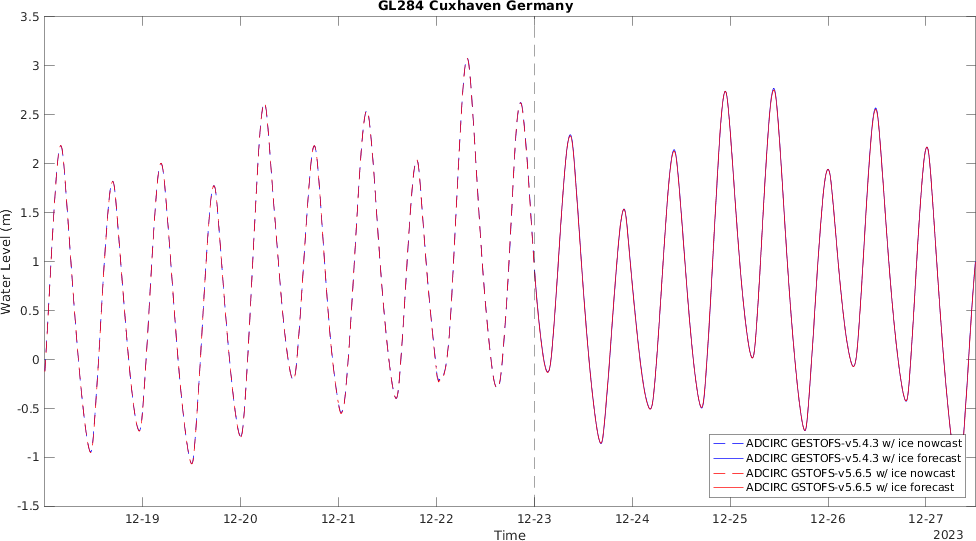 GL284 Cuxhaven Germany
3.5
3
2.5
2
1.5
1
0.5
0
-0.5
-1
-1.5
Water Level (m)
ADCIRC GESTOFS-v5.4.3 w/ ice nowcast
ADCIRC GESTOFS-v5.4.3 w/ ice forecast
ADCIRC GSTOFS-v5.6.5 w/ ice nowcast
ADCIRC GSTOFS-v5.6.5 w/ ice forecast
12-19 12-20 12-21 12-22 12-23 12-24 12-25 12-26 12-27
Time
2023